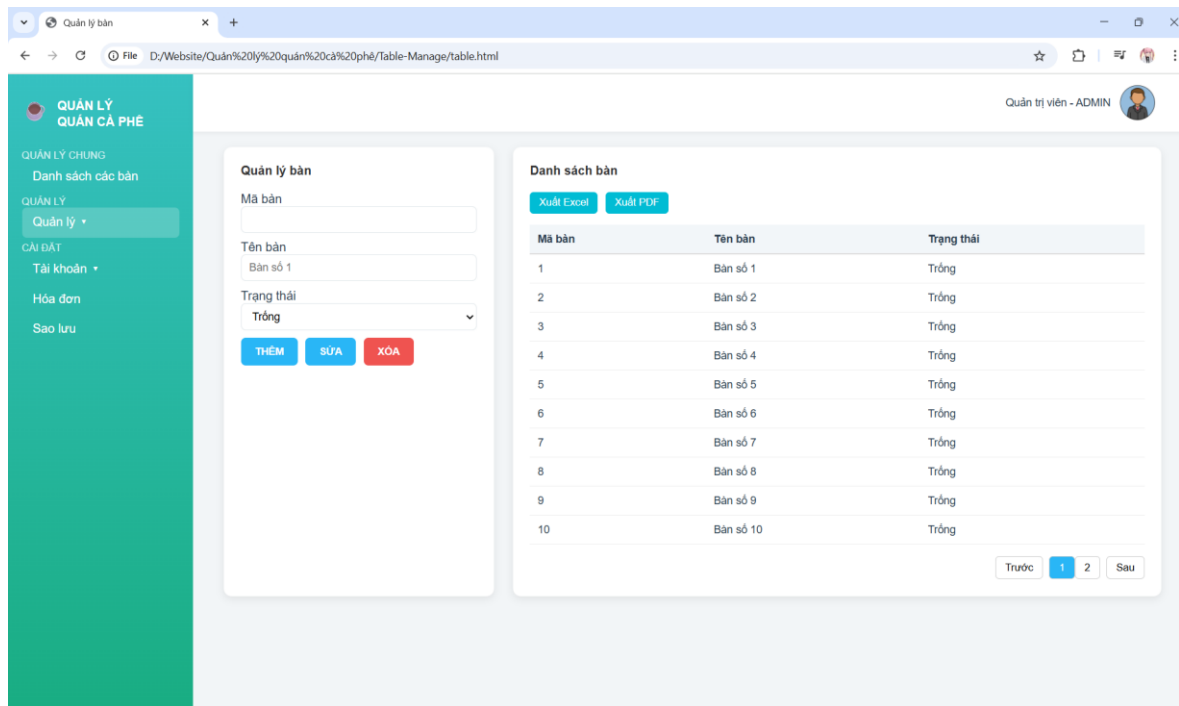 Quản lý bàn
File D:/Website/Quản%20lý%20quán%20cà%20phê/Table-Manage/table.html
QUẢN LÝ
QUÁN CÀ PHÊ
Quản trị viên - ADMIN
QUẢN LÝ CHUNG
Danh sách các bàn
QUẢN LÝ
Quản lý ▾
CÀI ĐẶT
Tài khoản ▾
Hóa đơn
Sao lưu
Quản lý bàn
Mã bàn
Tên bàn
Bàn số 1
Trạng thái
Trống
THÊM SỬA XÓA
Danh sách bàn
Xuất Excel Xuất PDF
Mã bàn Tên bàn Trạng thái
1 Bàn số 1 Trống
2 Bàn số 2 Trống
3 Bàn số 3 Trống
4 Bàn số 4 Trống
5 Bàn số 5 Trống
6 Bàn số 6 Trống
7 Bàn số 7 Trống
8 Bàn số 8 Trống
9 Bàn số 9 Trống
10 Bàn số 10 Trống
Trước 1 2 Sau